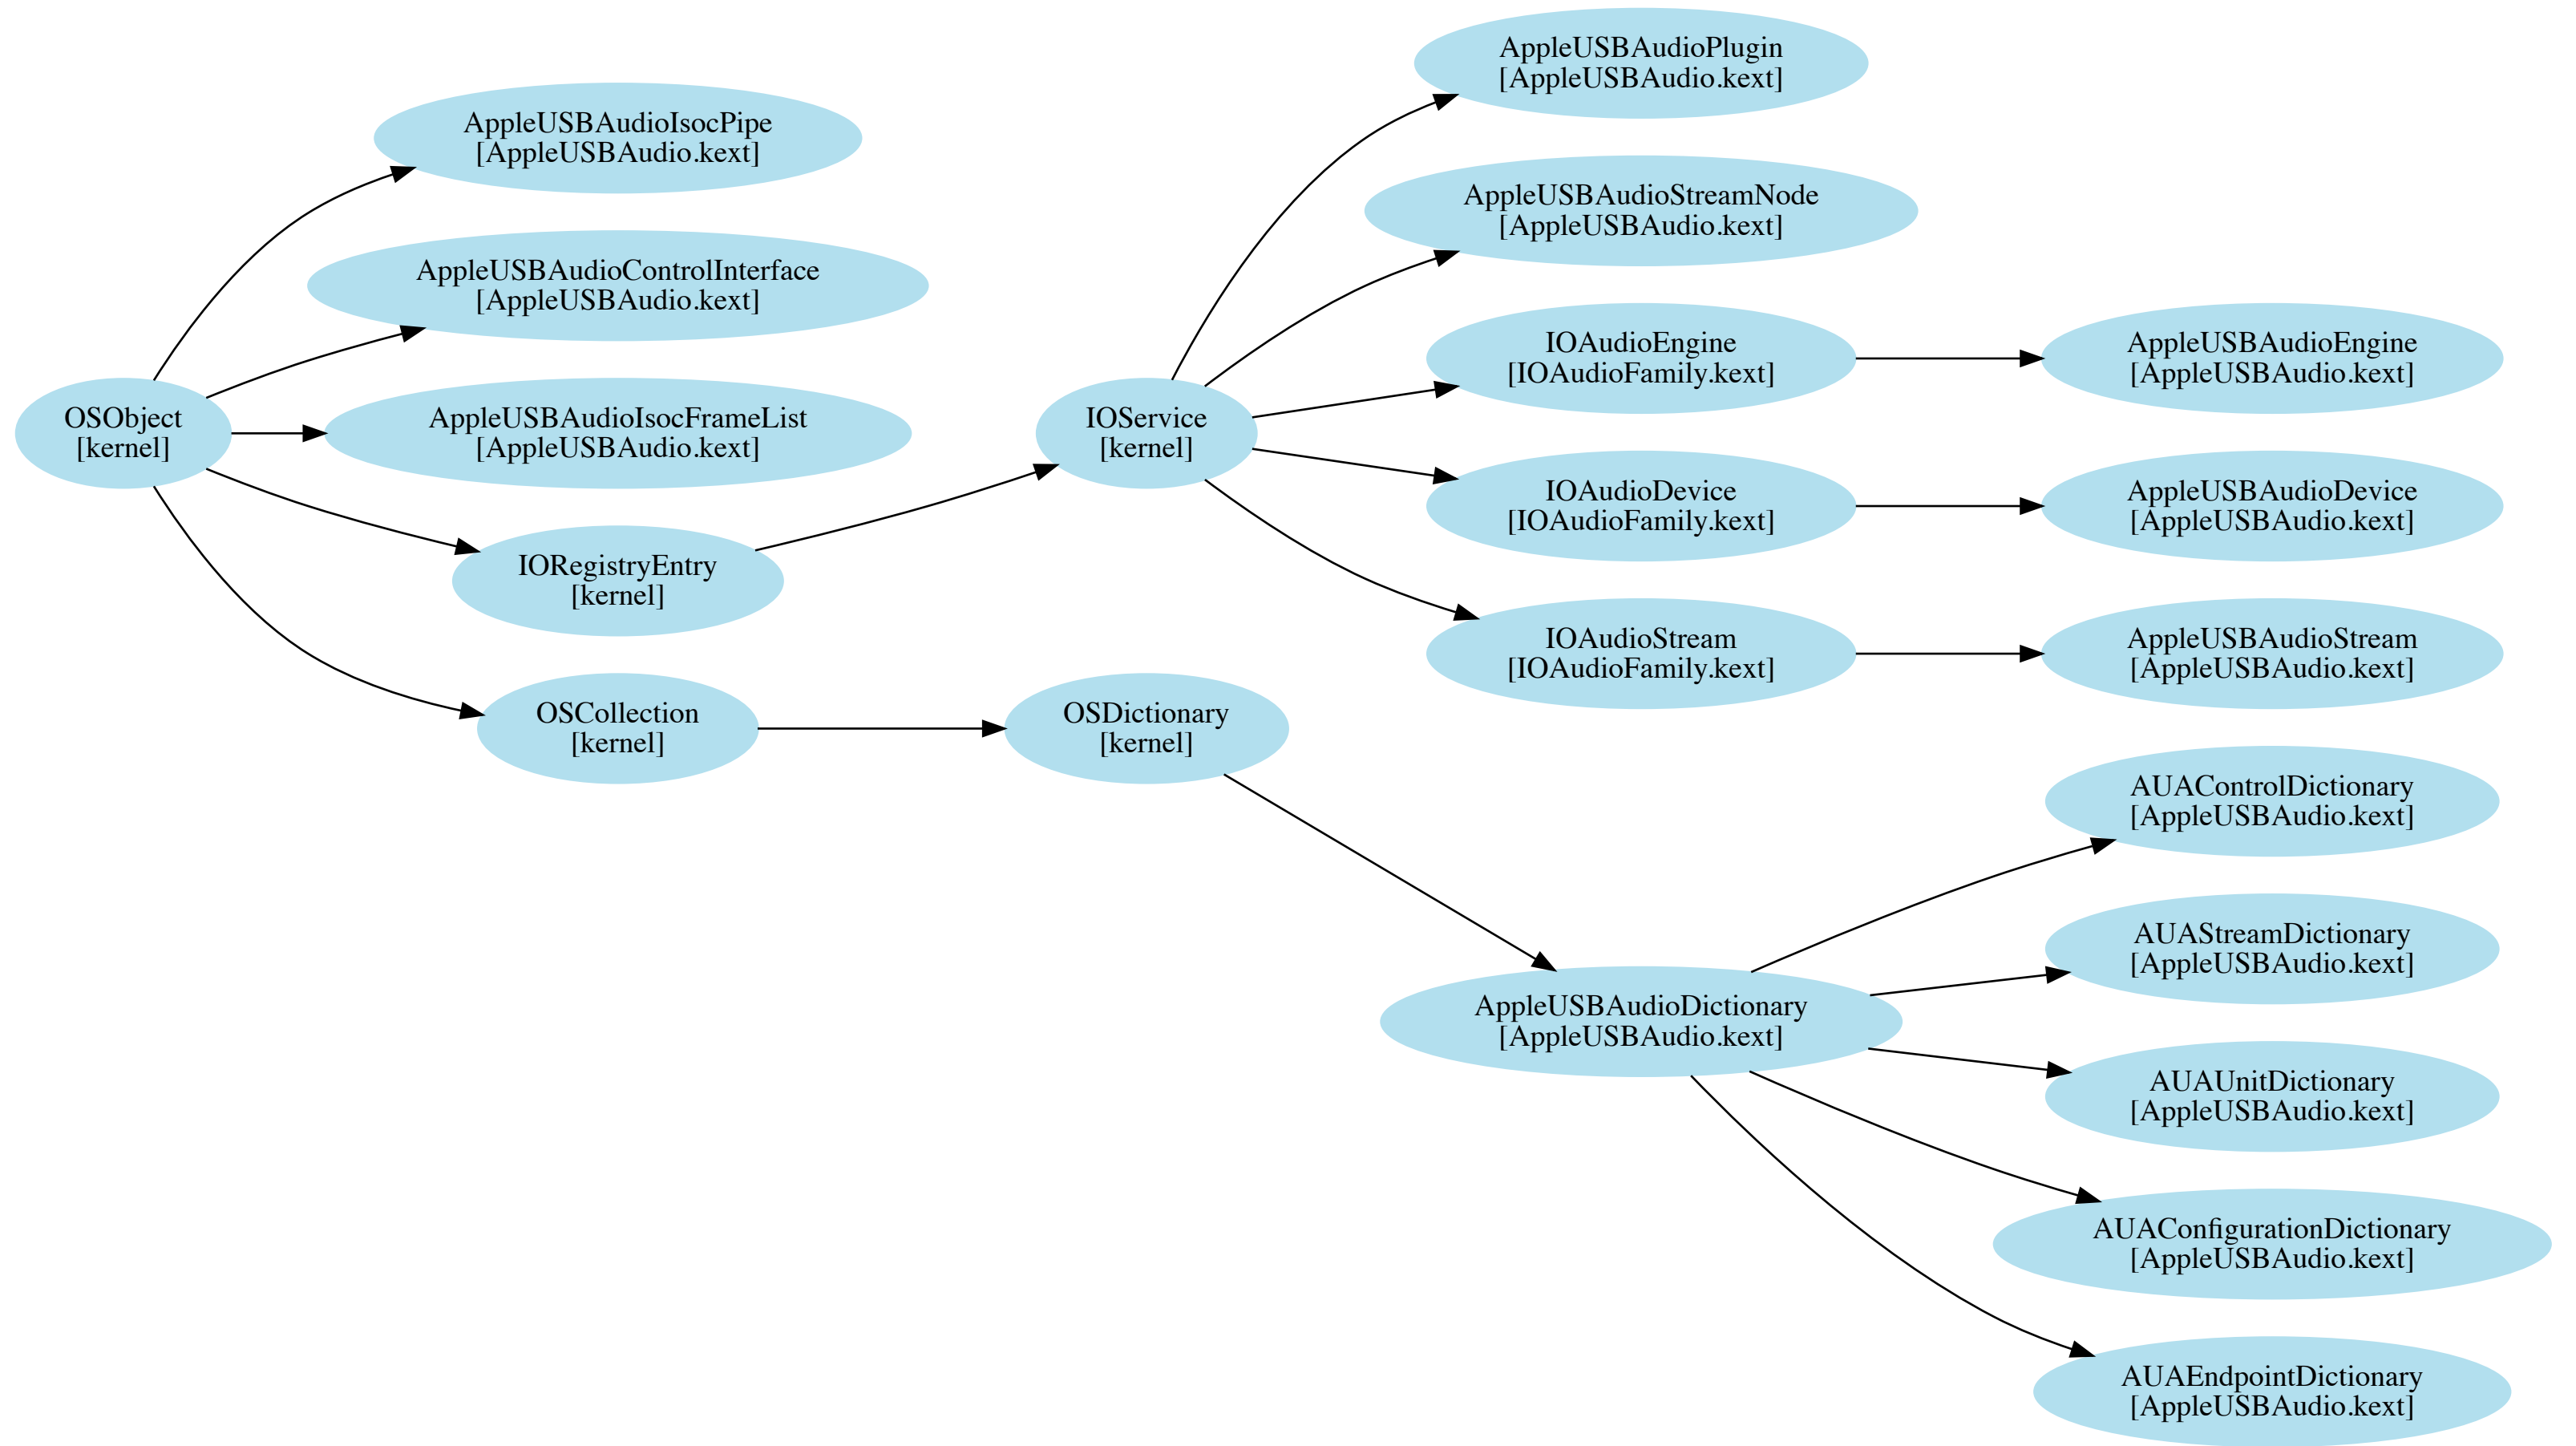 AppleUSBAudioPlugin
[AppleUSBAudio.kext]
AppleUSBAudioIsocPipe
[AppleUSBAudio.kext]
AppleUSBAudioStreamNode
[AppleUSBAudio.kext]
AppleUSBAudioControlInterface
[AppleUSBAudio.kext]
IOAudioEngine
[IOAudioFamily.kext]
AppleUSBAudioEngine
[AppleUSBAudio.kext]
OSObject
[kernel]
AppleUSBAudioIsocFrameList
[AppleUSBAudio.kext]
IOService
[kernel]
IOAudioDevice
[IOAudioFamily.kext]
AppleUSBAudioDevice
[AppleUSBAudio.kext]
IORegistryEntry
[kernel]
IOAudioStream
[IOAudioFamily.kext]
AppleUSBAudioStream
[AppleUSBAudio.kext]
OSCollection
[kernel]
OSDictionary
[kernel]
AUAControlDictionary
[AppleUSBAudio.kext]
AUAStreamDictionary
[AppleUSBAudio.kext]
AppleUSBAudioDictionary
[AppleUSBAudio.kext]
AUAUnitDictionary
[AppleUSBAudio.kext]
AUAConfigurationDictionary
[AppleUSBAudio.kext]
AUAEndpointDictionary
[AppleUSBAudio.kext]